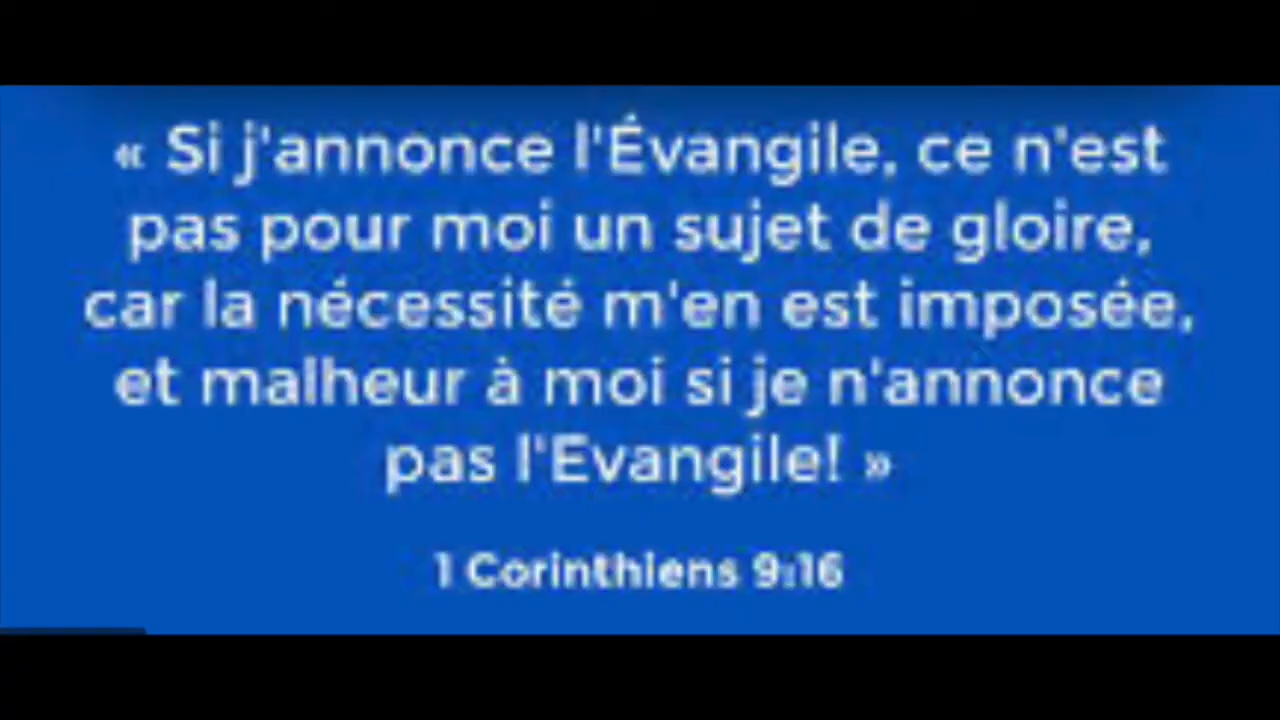 « Si j'annonce l'Évangile, ce n'est
pas pour moi un sujet de gloire,
car la nécessité m'en est imposée,
et malheur à moi si je n'annonce
pas l'Evangile! »
1 Corinthiens 9:16